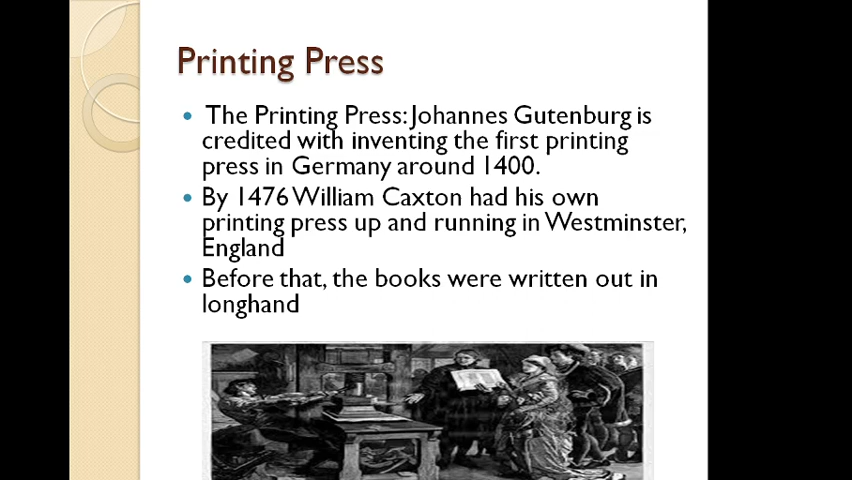 Printing Press
The Printing Press: Johannes Gutenburg is
credited with inventing the first printing
press in Germany around 1400.
By 1476 William Caxton had his own
printing press up and running in Westminster,
England
Before that, the books were written out in
longhand